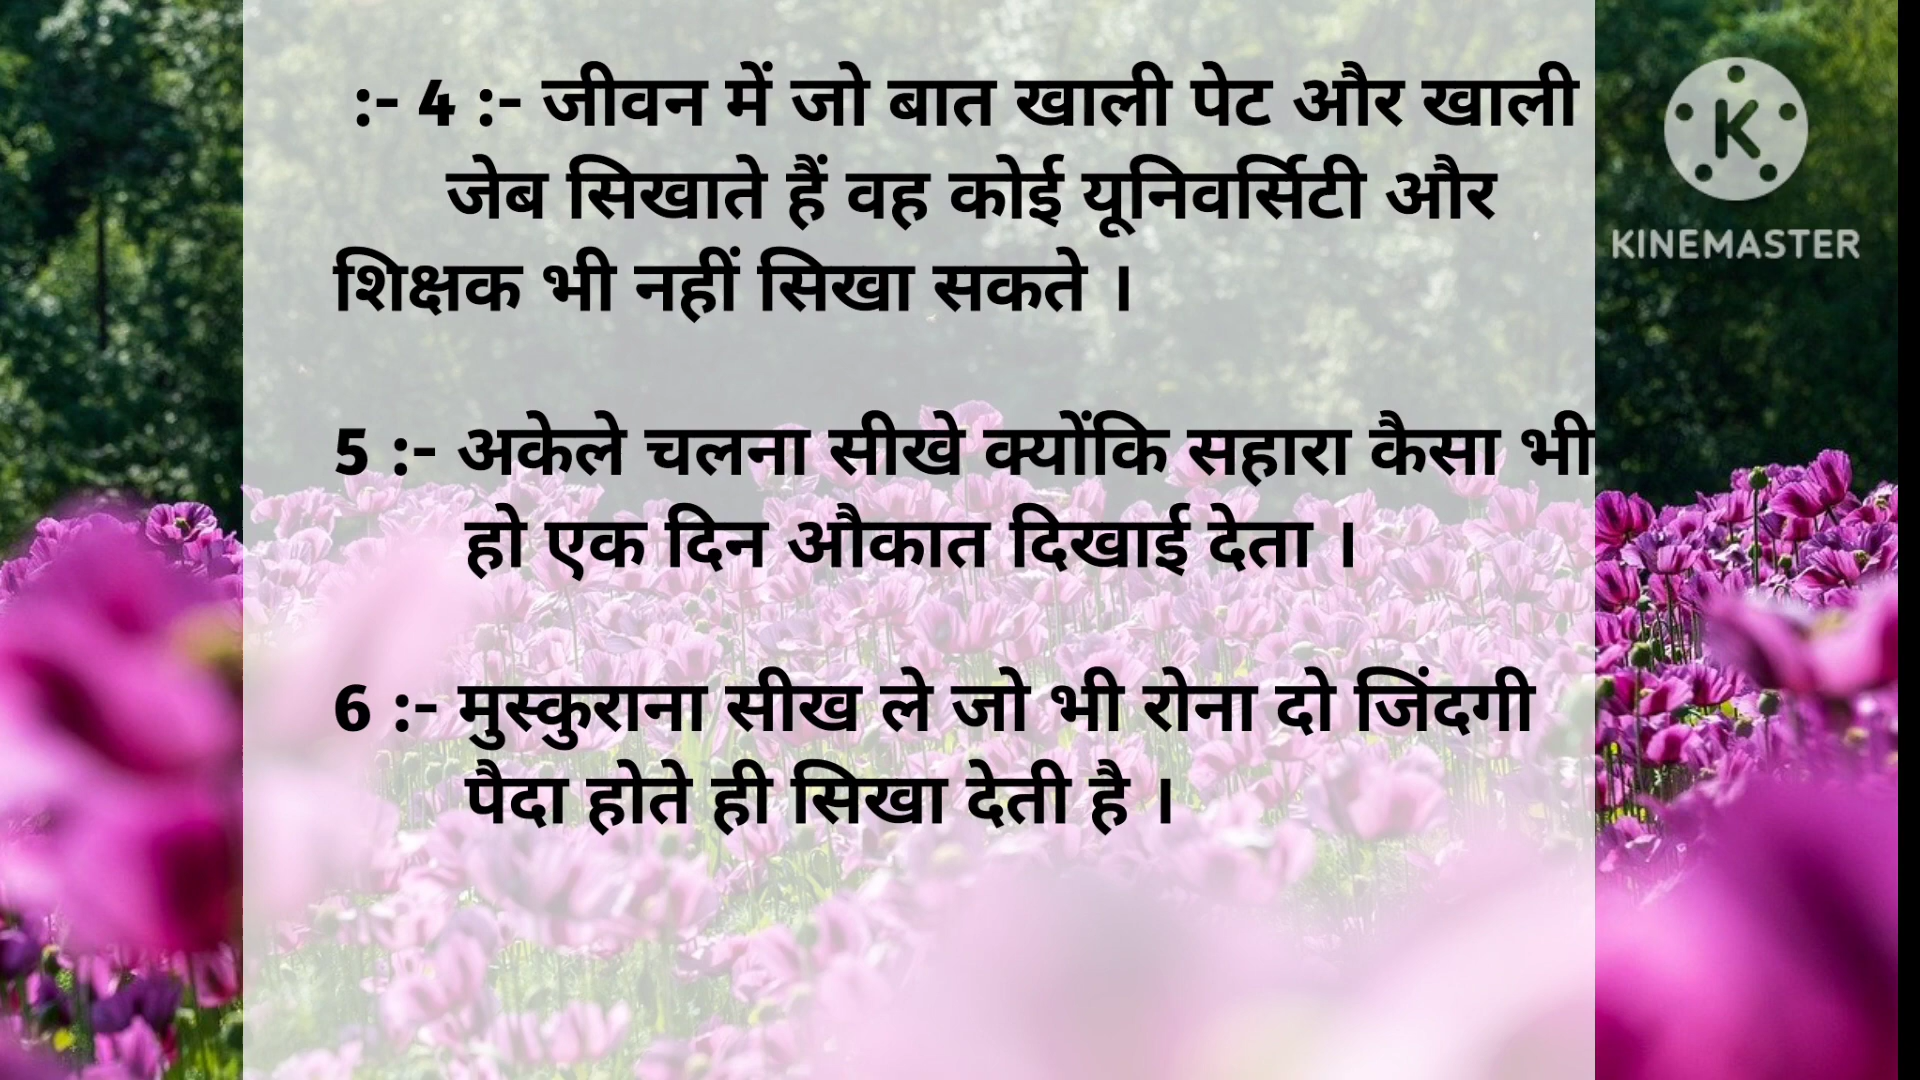 :- 4 :- जीवन में जो बात खाली पेट और खाली
जेब सिखाते हैं वह कोई यूनिवर्सिटी और
शिक्षक भी नहीं सिखा सकते ।
5 :- अकेले चलना सीखे क्योंकि सहारा कैसा भी
हो एक दिन औकात दिखाई देता ।
6 :- मुस्कुराना सीख ले जो भी रोना दो जिंदगी
पैदा होते ही सिखा देती है ।
K
KINEMASTER